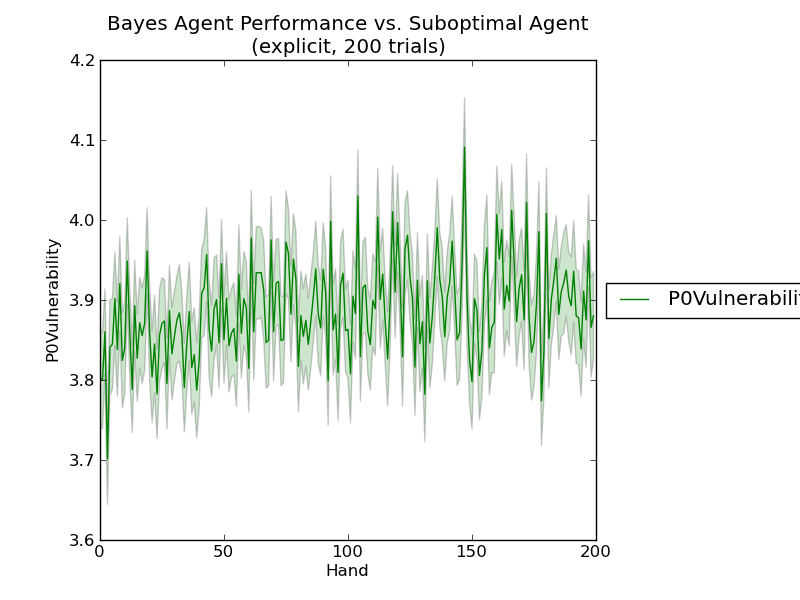 Bayes Agent Performance vs. Suboptimal Agent
(explicit, 200 trials)
4.2
4.1
4.0
3.9
3.8
3.7
3.6
P0Vulnerability
0
50
100
150
200
Hand
P0Vulnerabilit